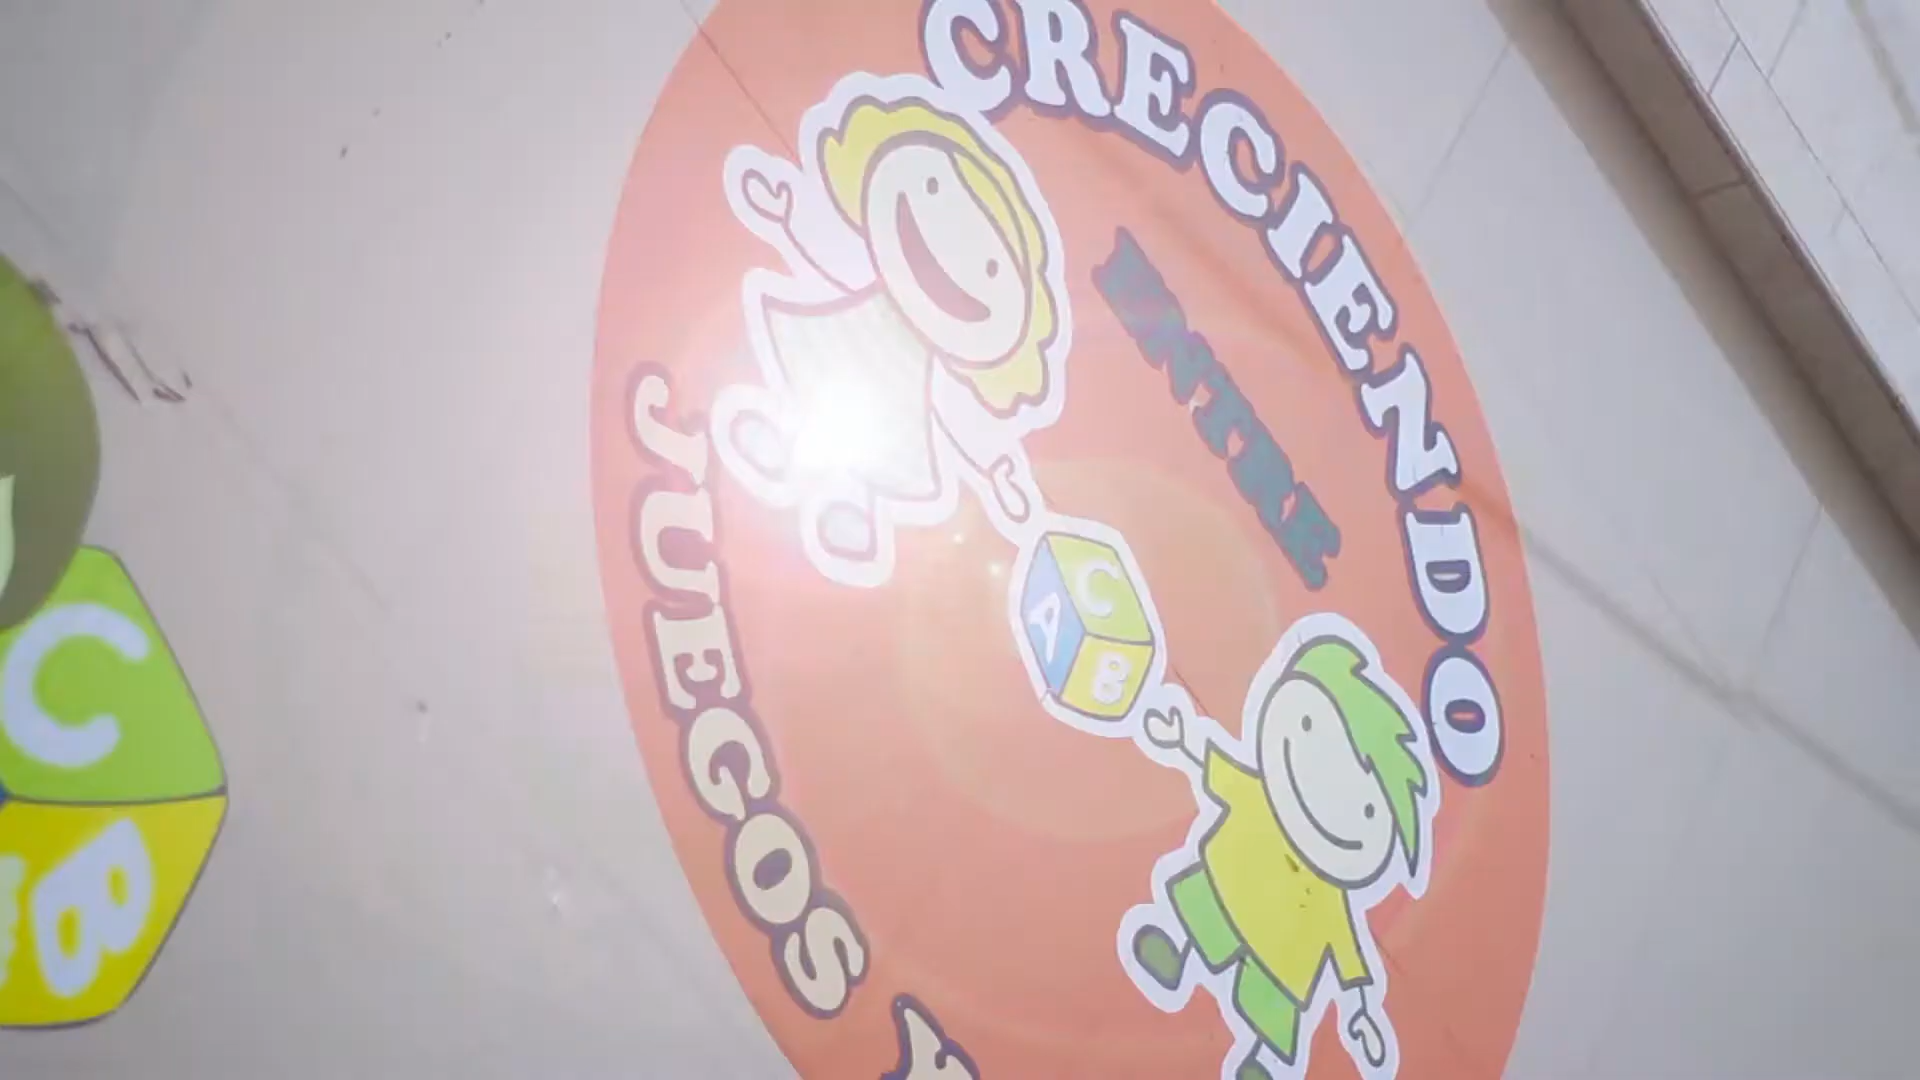 CRECIENDO
ENTRE
JUEGOS Y
C
A B
C
B